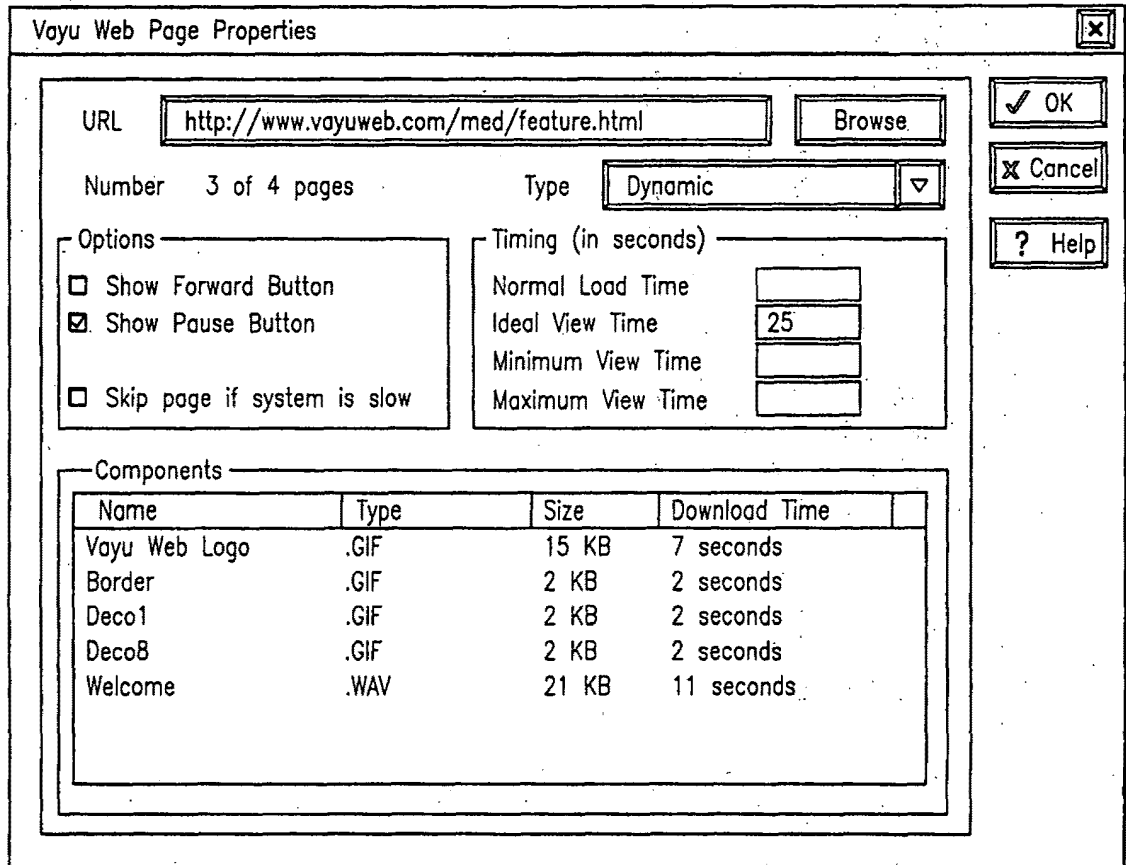 Vayu Web Page Properties
URL http://www.vayuweb.com/med/feature.html Browse
OK
Number 3 of 4 pages Type Dynamic
Cancel
Options
Show Forward Button
Show Pause Button
Skip page if system is slow
Timing (in seconds)
Normal Load Time
Ideal View Time 25
Minimum View Time
Maximum View Time
? Help
Components
Name Type Size Download Time
Vayu Web Logo .GIF 15 KB 7 seconds
Border .GIF 2 KB 2 seconds
Deco1 .GIF 2 KB 2 seconds
Deco8 .GIF 2 KB 2 seconds
Welcome .WAV 21 KB 11 seconds